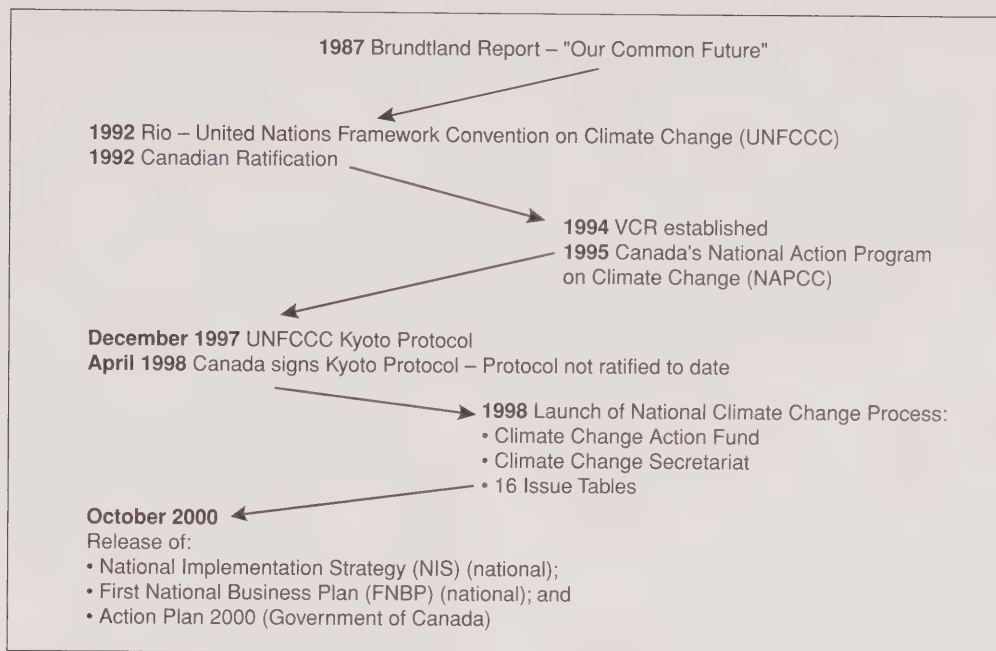 1987 Brundtland Report – "Our Common Future"
1992 Rio – United Nations Framework Convention on Climate Change (UNFCCC)
1992 Canadian Ratification
1994 VCR established
1995 Canada's National Action Program
on Climate Change (NAPCC)
December 1997 UNFCCC Kyoto Protocol
April 1998 Canada signs Kyoto Protocol – Protocol not ratified to date
1998 Launch of National Climate Change Process:
• Climate Change Action Fund
• Climate Change Secretariat
• 16 Issue Tables
October 2000
Release of:
• National Implementation Strategy (NIS) (national);
• First National Business Plan (FNBP) (national); and
• Action Plan 2000 (Government of Canada)